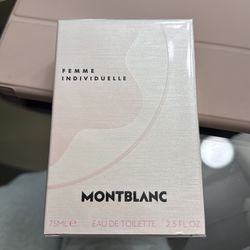 FEMME
INDIVIDUELLE
MONTBLANC
75ML℮ EAU DE TOILETTE 2.5 FL.OZ.